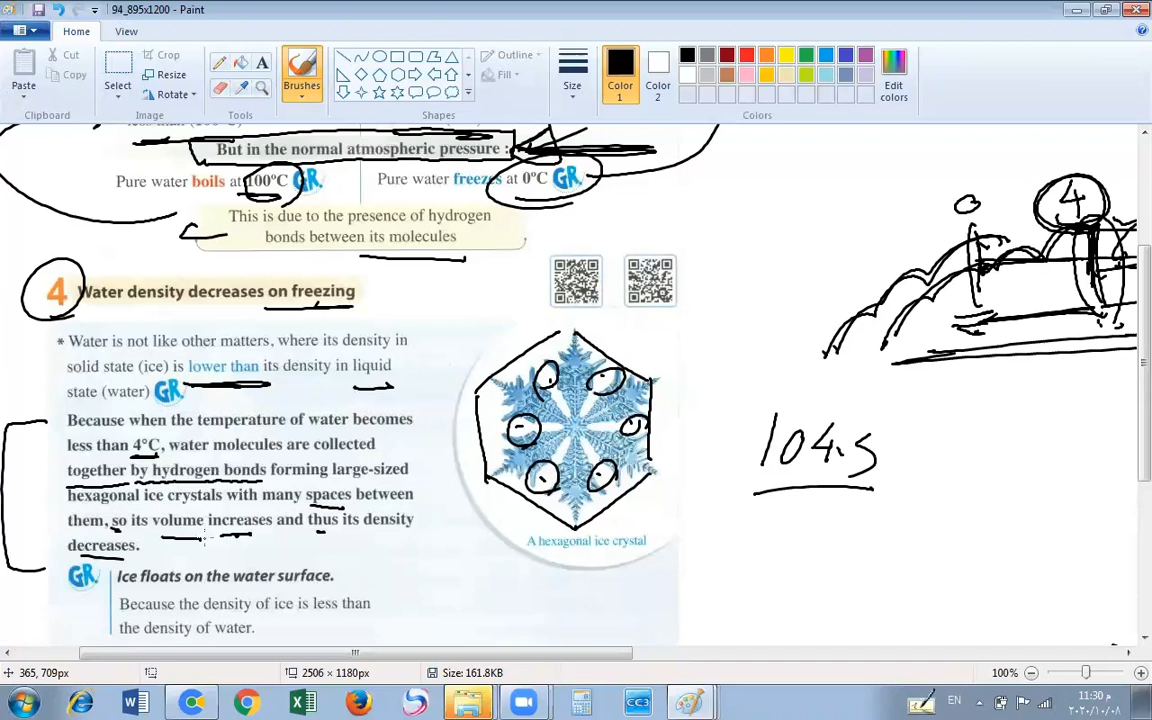 94_895x1200 - Paint
Home View
Paste
Cut
Copy
Clipboard
Select
Crop
Resize
Rotate
Image
A
Tools
Brushes
Shapes
Outline
Fill
Size
Color 1
Color 2
Edit colors
Colors
But in the normal atmospheric pressure :
Pure water boils at 100°C GR.
Pure water freezes at 0°C GR.
This is due to the presence of hydrogen
bonds between its molecules
4 Water density decreases on freezing
* Water is not like other matters, where its density in
solid state (ice) is lower than its density in liquid
state (water) GR.
Because when the temperature of water becomes
less than 4°C, water molecules are collected
together by hydrogen bonds forming large-sized
hexagonal ice crystals with many spaces between
them, so its volume increases and thus its density
decreases.
GR. Ice floats on the water surface.
Because the density of ice is less than
the density of water.
A hexagonal ice crystal
0
4
104.5
365, 709px
2506 × 1180px
Size: 161.8KB
100%
CC3
EN
11:30 م
٢٠٢٠/١٠/٠٨